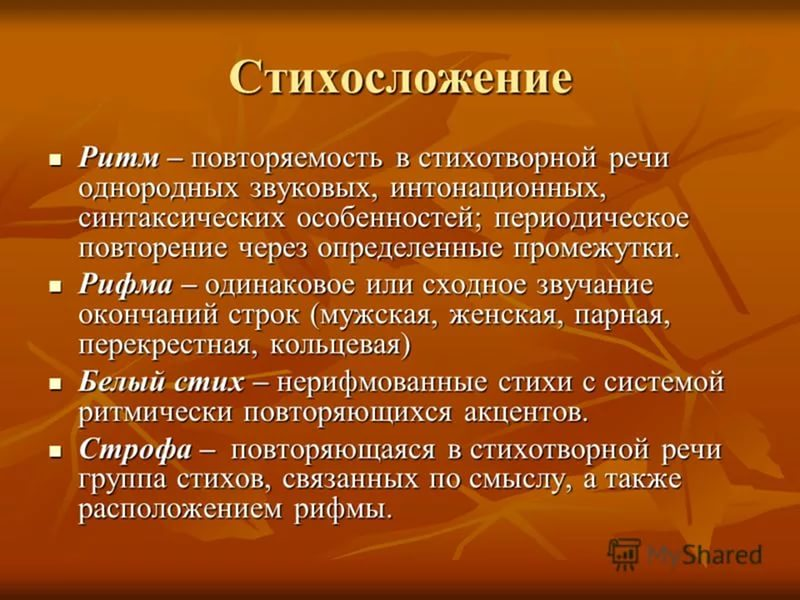 Стихосложение
Ритм – повторяемость в стихотворной речи
однородных звуковых, интонационных,
синтаксических особенностей; периодическое
повторение через определенные промежутки.
Рифма – одинаковое или сходное звучание
окончаний строк (мужская, женская, парная,
перекрестная, кольцевая)
Белый стих – нерифмованные стихи с системой
ритмически повторяющихся акцентов.
Строфа – повторяющаяся в стихотворной речи
группа стихов, связанных по смыслу, а также
расположением рифмы.
MyShared